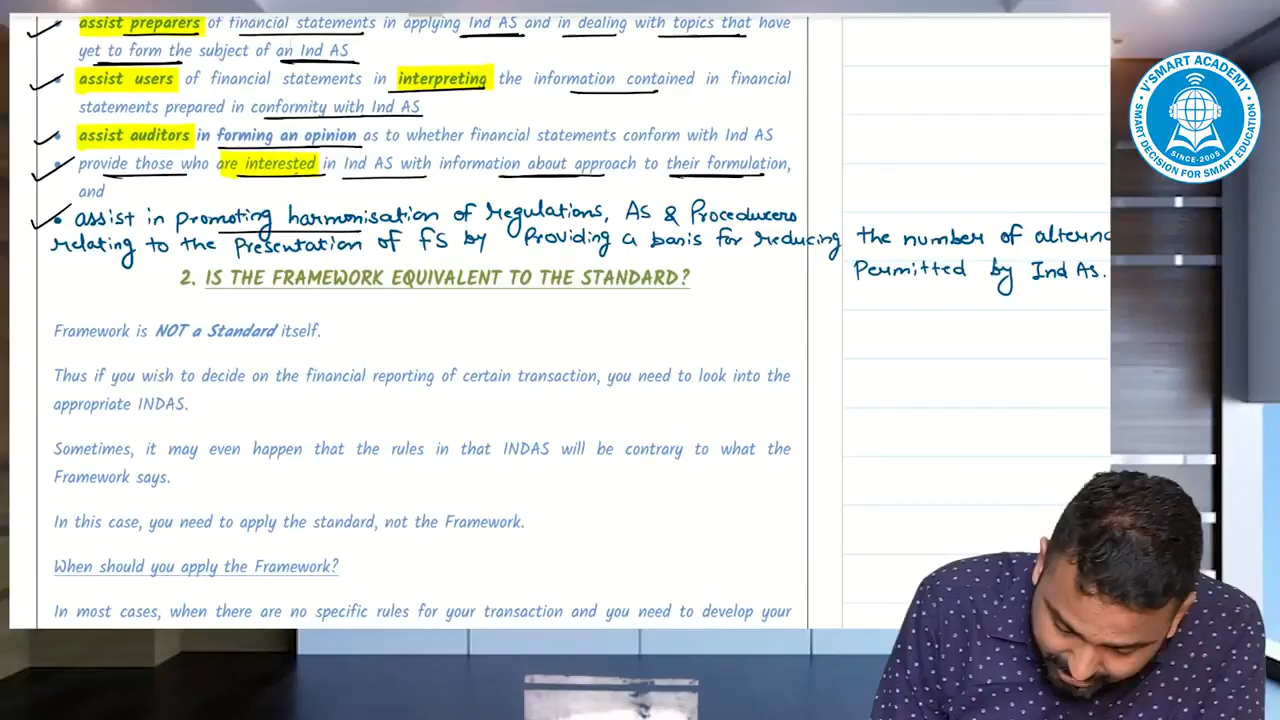 assist preparers of financial statements in applying Ind AS and in dealing with topics that have
yet to form the subject of an Ind AS
• assist users of financial statements in interpreting the information contained in financial
statements prepared in conformity with Ind AS
• assist auditors in forming an opinion as to whether financial statements conform with Ind AS
• provide those who are interested in Ind AS with information about approach to their formulation,
and
• assist in promoting harmonisation of regulations, AS & Proceducers
relating to the presentation of FS by Providing a basis for reducing the number of alterna
Permitted by Ind As.
2. IS THE FRAMEWORK EQUIVALENT TO THE STANDARD?
Framework is NOT a Standard itself.
Thus if you wish to decide on the financial reporting of certain transaction, you need to look into the
appropriate INDAS.
Sometimes, it may even happen that the rules in that INDAS will be contrary to what the
Framework says.
In this case, you need to apply the standard, not the Framework.
When should you apply the Framework?
In most cases, when there are no specific rules for your transaction and you need to develop your
V'SMART ACADEMY
SINCE-2005
SMART DECISION FOR SMART EDUCATION